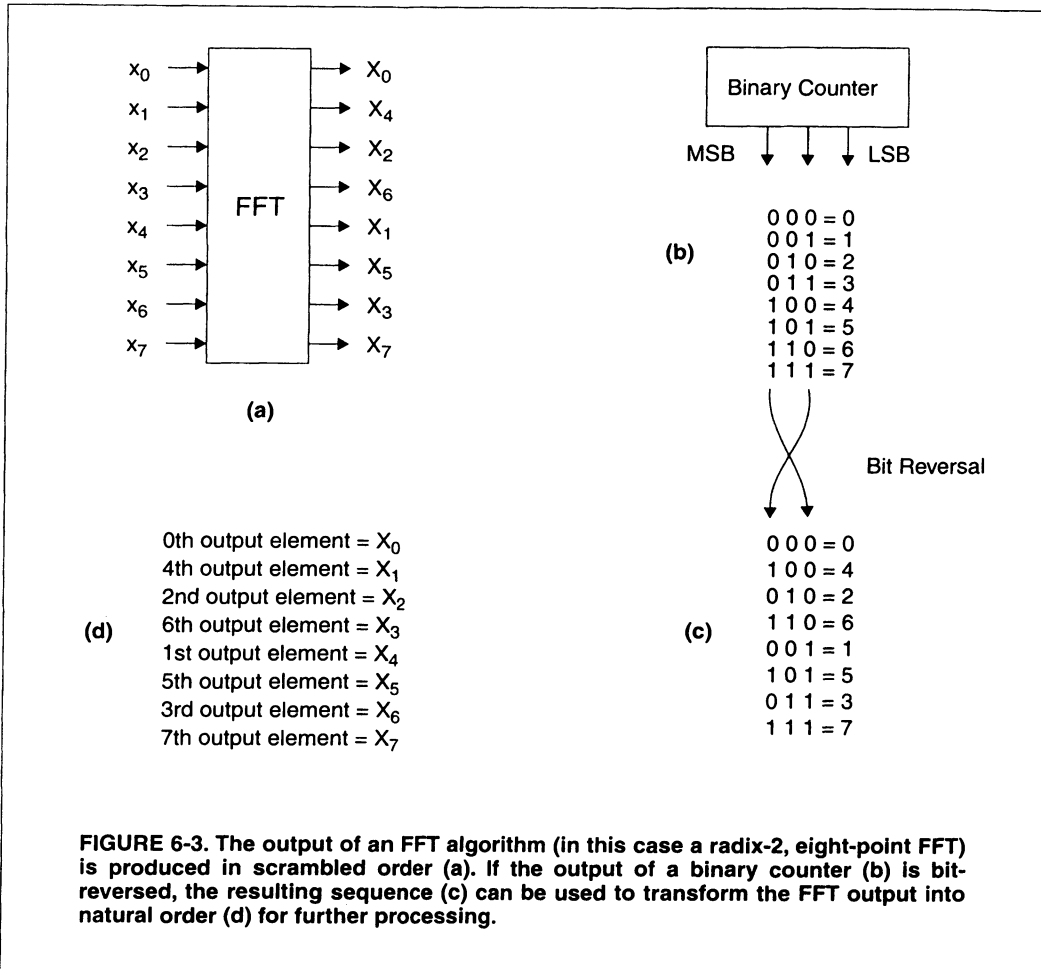 x0
x1
x2
x3
x4
x5
x6
x7
FFT
X0
X4
X2
X6
X1
X5
X3
X7
(a)
Binary Counter
MSB LSB
(b)
0 0 0 = 0
0 0 1 = 1
0 1 0 = 2
0 1 1 = 3
1 0 0 = 4
1 0 1 = 5
1 1 0 = 6
1 1 1 = 7
Bit Reversal
(c)
0 0 0 = 0
1 0 0 = 4
0 1 0 = 2
1 1 0 = 6
0 0 1 = 1
1 0 1 = 5
0 1 1 = 3
1 1 1 = 7
(d)
0th output element = X0
4th output element = X1
2nd output element = X2
6th output element = X3
1st output element = X4
5th output element = X5
3rd output element = X6
7th output element = X7
FIGURE 6-3. The output of an FFT algorithm (in this case a radix-2, eight-point FFT)
is produced in scrambled order (a). If the output of a binary counter (b) is bit-
reversed, the resulting sequence (c) can be used to transform the FFT output into
natural order (d) for further processing.